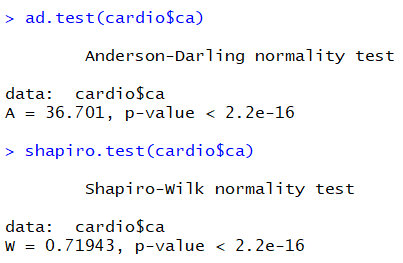 > ad.test(cardio$ca)
Anderson-Darling normality test
data:  cardio$ca
A = 36.701, p-value < 2.2e-16
> shapiro.test(cardio$ca)
Shapiro-Wilk normality test
data:  cardio$ca
W = 0.71943, p-value < 2.2e-16